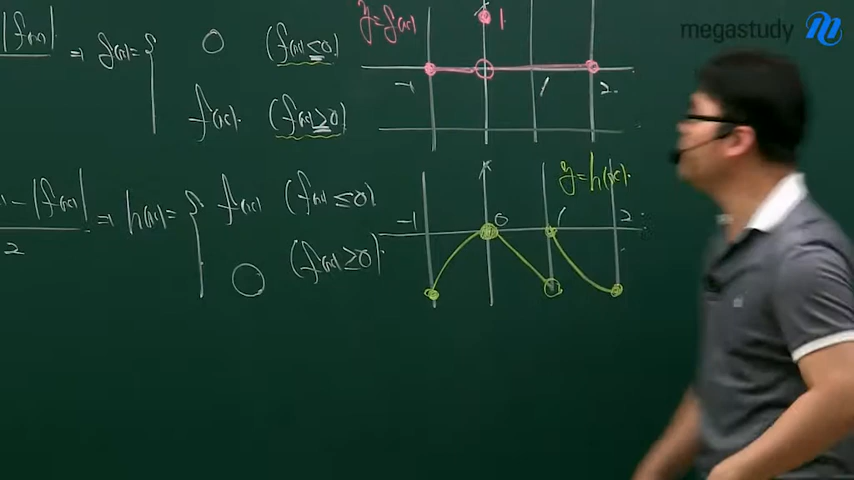 megastudy
|f(x)| ⇒ g(x)= { 0 (f(x)≤0)
f(x). (f(x)≥0)
y=g(x) 1
-1 1 2
- |f(x)| ⇒ h(x)= { f(x) (f(x)≤0)
2
0 (f(x)≥0)
y=h(x).
-1 0 1 2